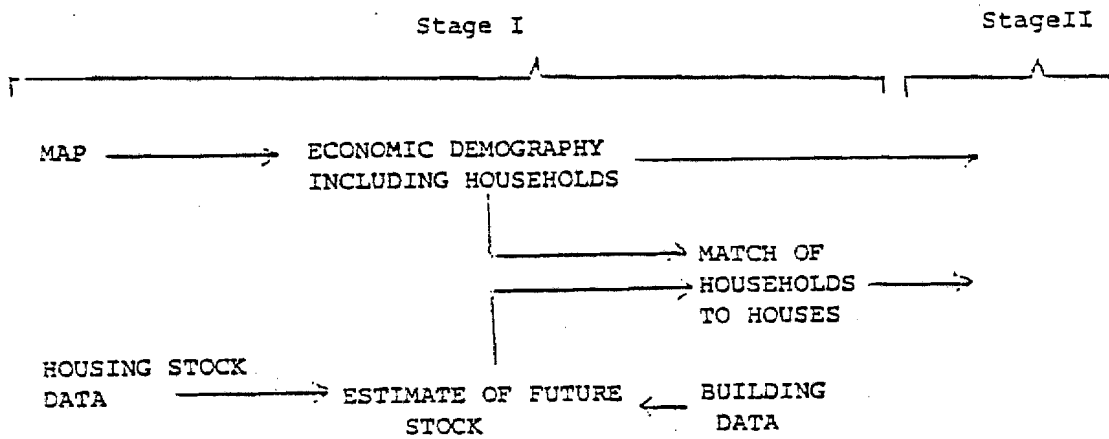 Stage I
StageII
MAP
ECONOMIC DEMOGRAPHY
INCLUDING HOUSEHOLDS
MATCH OF
HOUSEHOLDS
TO HOUSES
HOUSING STOCK
DATA
ESTIMATE OF FUTURE
STOCK
BUILDING
DATA